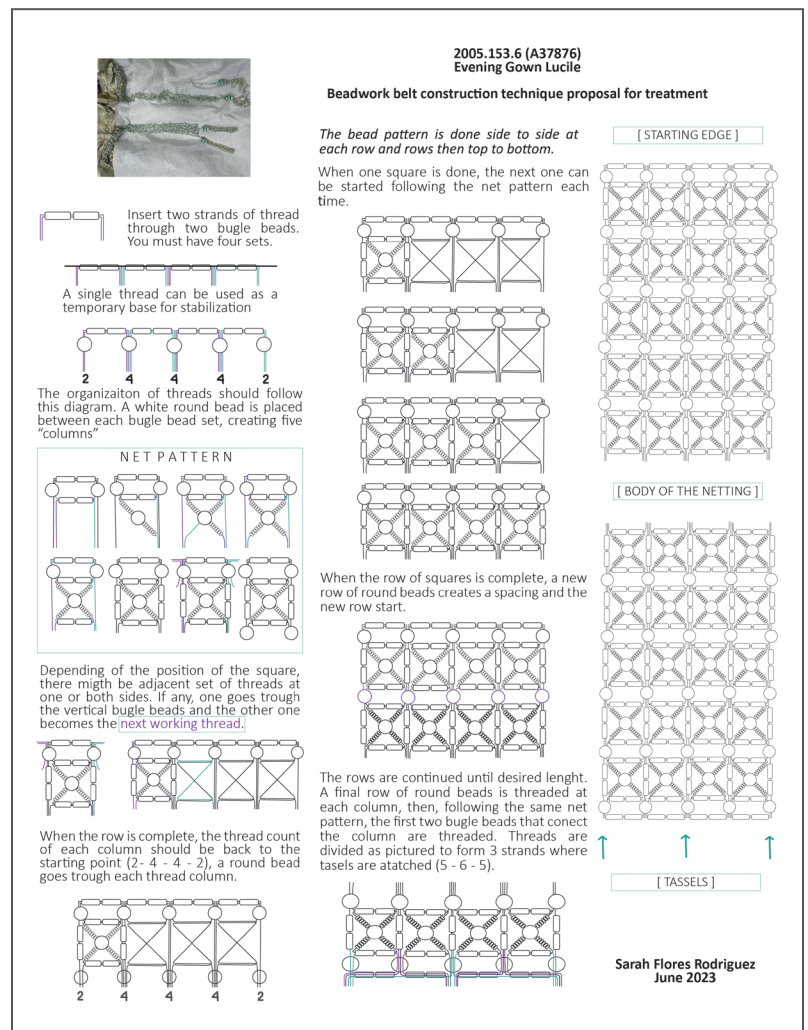 2005.153.6 (A37876)
Evening Gown Lucile
Beadwork belt construction technique proposal for treatment
Insert two strands of thread
through two bugle beads.
You must have four sets.
A single thread can be used as a
temporary base for stabilization
2 4 4 4 2
The organizaiton of threads should follow
this diagram. A white round bead is placed
between each bugle bead set, creating five
“columns”
NET PATTERN
Depending of the position of the square,
there migth be adjacent set of threads at
one or both sides. If any, one goes trough
the vertical bugle beads and the other one
becomes the next working thread.
When the row is complete, the thread count
of each column should be back to the
starting point (2- 4 - 4 - 2), a round bead
goes trough each thread column.
2 4 4 4 2
The bead pattern is done side to side at
each row and rows then top to bottom.
When one square is done, the next one can
be started following the net pattern each
time.
When the row of squares is complete, a new
row of round beads creates a spacing and the
new row start.
The rows are continued until desired lenght.
A final row of round beads is threaded at
each column, then, following the same net
pattern, the first two bugle beads that conect
the column are threaded. Threads are
divided as pictured to form 3 strands where
tasels are atatched (5 - 6 - 5).
[ STARTING EDGE ]
[ BODY OF THE NETTING ]
[ TASSELS ]
Sarah Flores Rodriguez
June 2023